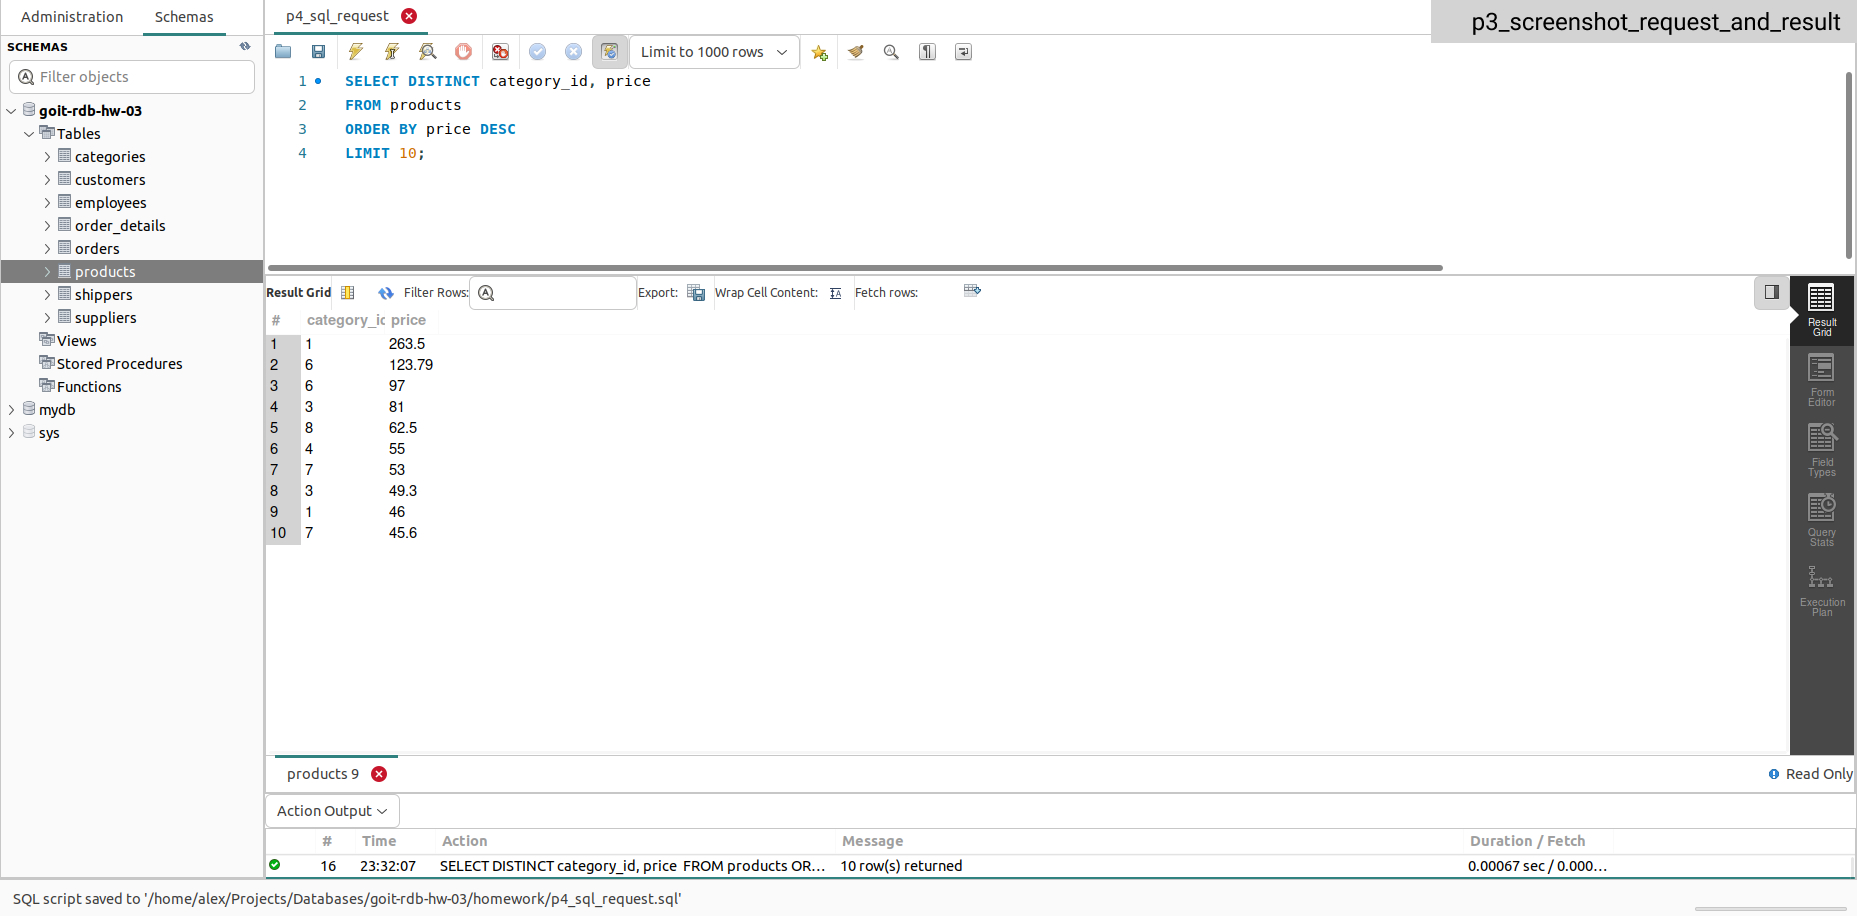 Administration
Schemas
SCHEMAS
Filter objects
goit-rdb-hw-03
Tables
categories
customers
employees
order_details
orders
products
shippers
suppliers
Views
Stored Procedures
Functions
mydb
sys
p4_sql_request
p3_screenshot_request_and_result
Limit to 1000 rows
1 SELECT DISTINCT category_id, price
2 FROM products
3 ORDER BY price DESC
4 LIMIT 10;
Result Grid Filter Rows: Export: Wrap Cell Content: Fetch rows:
# category_id price
1 1 263.5
2 6 123.79
3 6 97
4 3 81
5 8 62.5
6 4 55
7 7 53
8 3 49.3
9 1 46
10 7 45.6
Result
Grid
Form
Editor
Field
Types
Query
Stats
Execution
Plan
products 9
Read Only
Action Output
# Time Action Message Duration / Fetch
16 23:32:07 SELECT DISTINCT category_id, price FROM products OR... 10 row(s) returned 0.00067 sec / 0.000...
SQL script saved to '/home/alex/Projects/Databases/goit-rdb-hw-03/homework/p4_sql_request.sql'